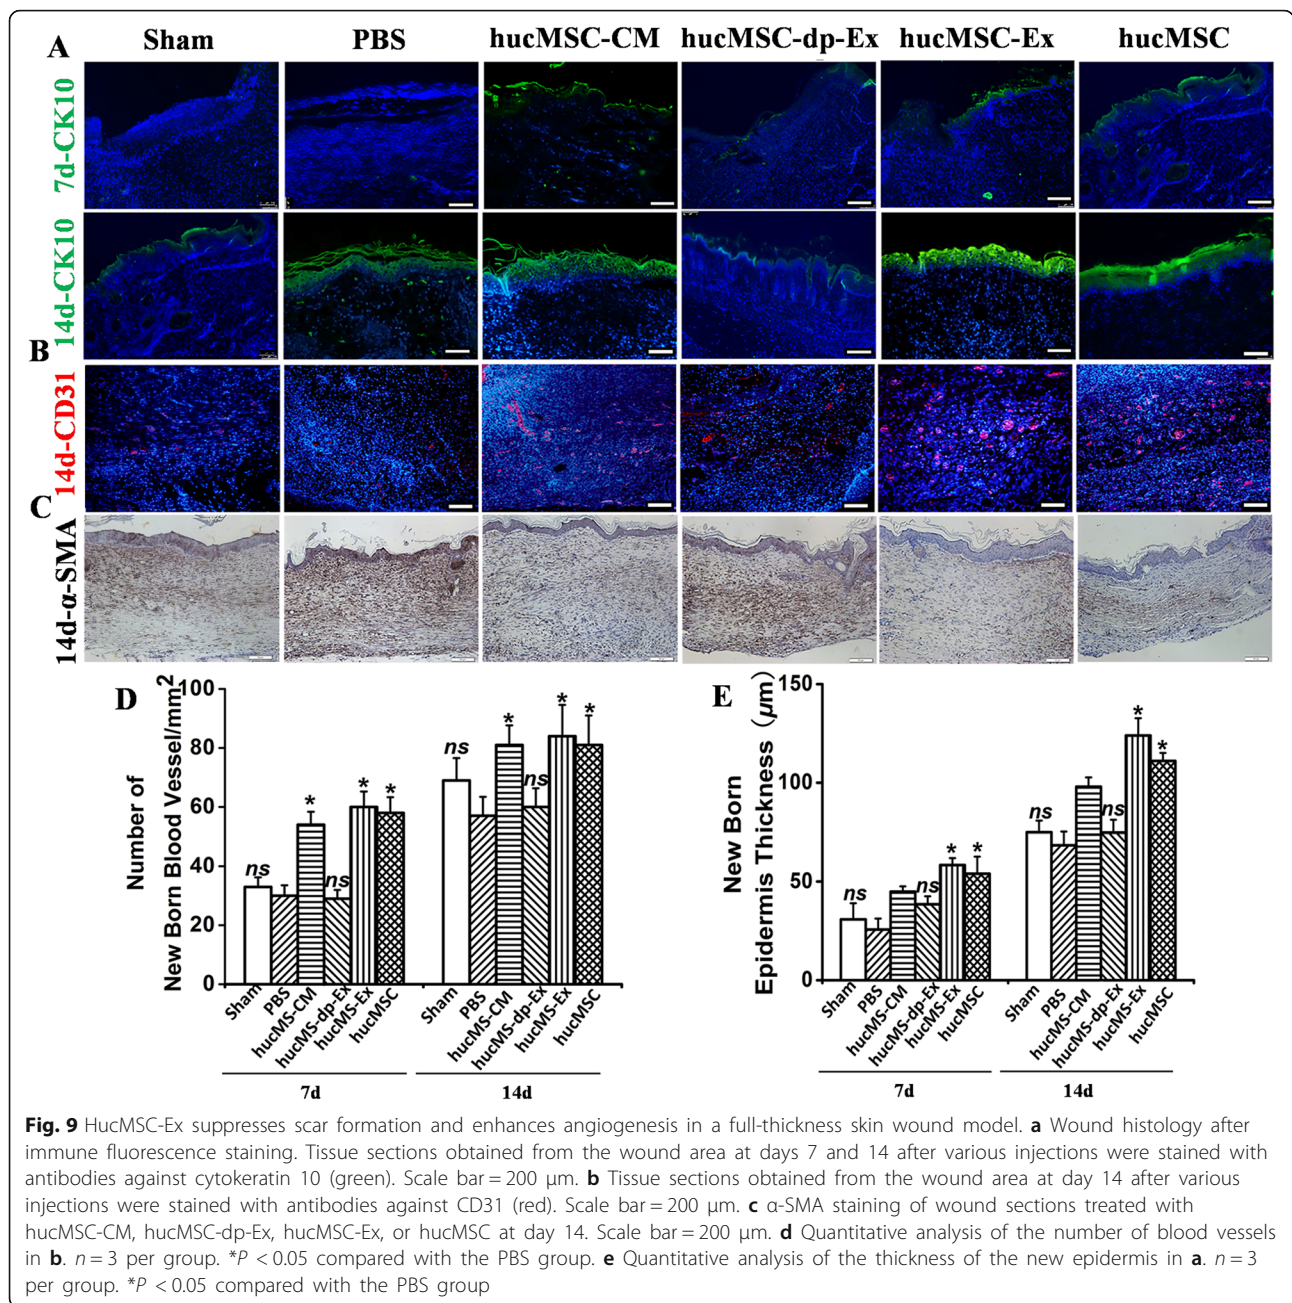 A
Sham
PBS
hucMSC-CM
hucMSC-dp-Ex
hucMSC-Ex
hucMSC
7d-CK10
14d-CK10
B
14d-CD31
C
14d-α-SMA
D
Number of
New Born Blood Vessel/mm²
100
80
60
40
20
0
ns
*
ns
*
*
ns
*
ns
*
*
Sham
PBS
hucMS-CM
hucMS-dp-Ex
hucMS-Ex
hucMSC
Sham
PBS
hucMS-CM
hucMS-dp-Ex
hucMS-Ex
hucMSC
7d
14d
E
New Born
Epidermis Thickness (μm)
150
100
50
0
ns
ns
*
*
ns
ns
*
*
Sham
PBS
hucMS-CM
hucMS-dp-Ex
hucMS-Ex
hucMSC
Sham
PBS
hucMS-CM
hucMS-dp-Ex
hucMS-Ex
hucMSC
7d
14d
Fig. 9 HucMSC-Ex suppresses scar formation and enhances angiogenesis in a full-thickness skin wound model. a Wound histology after
immune fluorescence staining. Tissue sections obtained from the wound area at days 7 and 14 after various injections were stained with
antibodies against cytokeratin 10 (green). Scale bar = 200 μm. b Tissue sections obtained from the wound area at day 14 after various
injections were stained with antibodies against CD31 (red). Scale bar = 200 μm. c α-SMA staining of wound sections treated with
hucMSC-CM, hucMSC-dp-Ex, hucMSC-Ex, or hucMSC at day 14. Scale bar = 200 μm. d Quantitative analysis of the number of blood vessels
in b. n = 3 per group. *P < 0.05 compared with the PBS group. e Quantitative analysis of the thickness of the new epidermis in a. n = 3
per group. *P < 0.05 compared with the PBS group